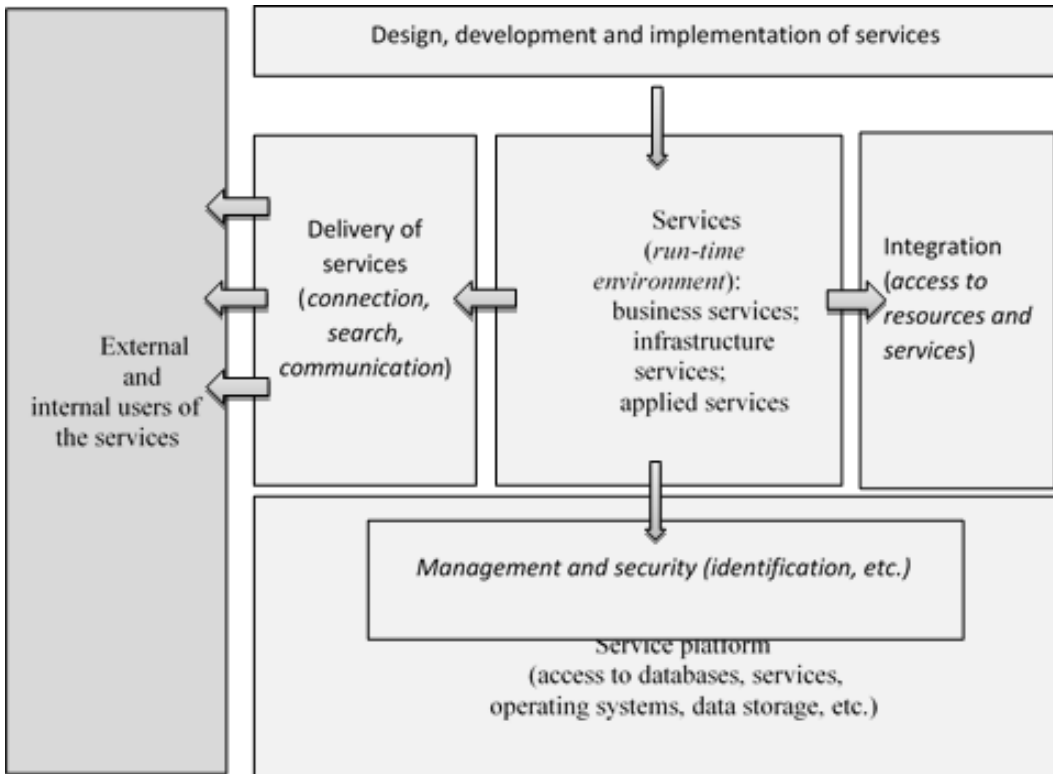 Design, development and implementation of services
External
and
internal users of
the services
Delivery of
services
(connection,
search,
communication)
Services
(run-time
environment):
business services;
infrastructure
services;
applied services
Integration
(access to
resources and
services)
Management and security (identification, etc.)
Service platform
(access to databases, services,
operating systems, data storage, etc.)